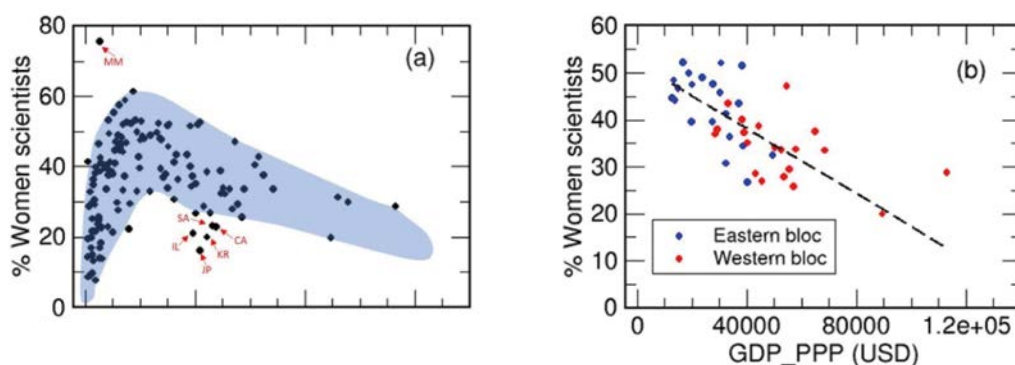 80
60
40
20
0
% Women scientists
(a)
MM
SA
IL
CA
KR
JP
60
50
40
30
20
10
0
% Women scientists
(b)
Eastern bloc
Western bloc
0 40000 80000 1.2e+05
GDP_PPP (USD)